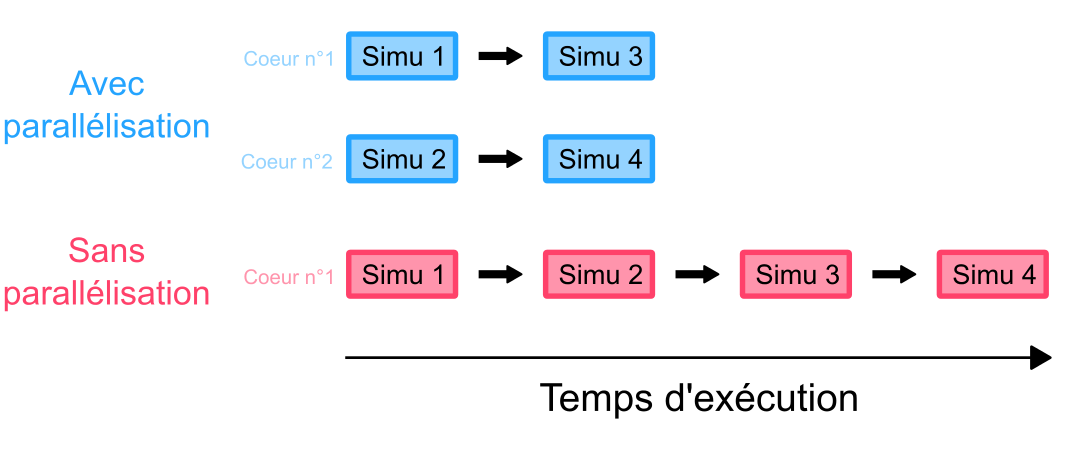 Avec
parallélisation
Coeur n°1
Simu 1
Simu 3
Coeur n°2
Simu 2
Simu 4
Sans
parallélisation
Coeur n°1
Simu 1
Simu 2
Simu 3
Simu 4
Temps d'exécution